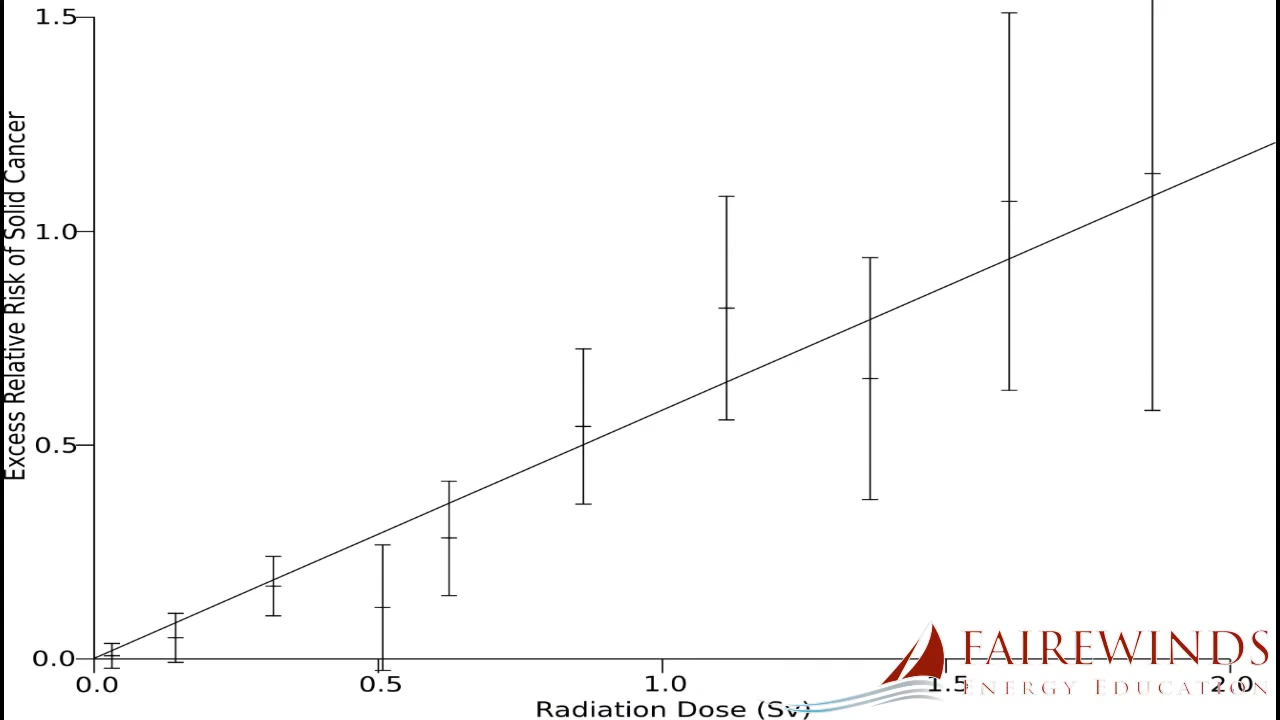 1.5
1.0
0.5
0.0
Excess Relative Risk of Solid Cancer
0.0 0.5 1.0 1.5 2.0
Radiation Dose (Sv)
FAIREWINDS
ENERGY EDUCATION